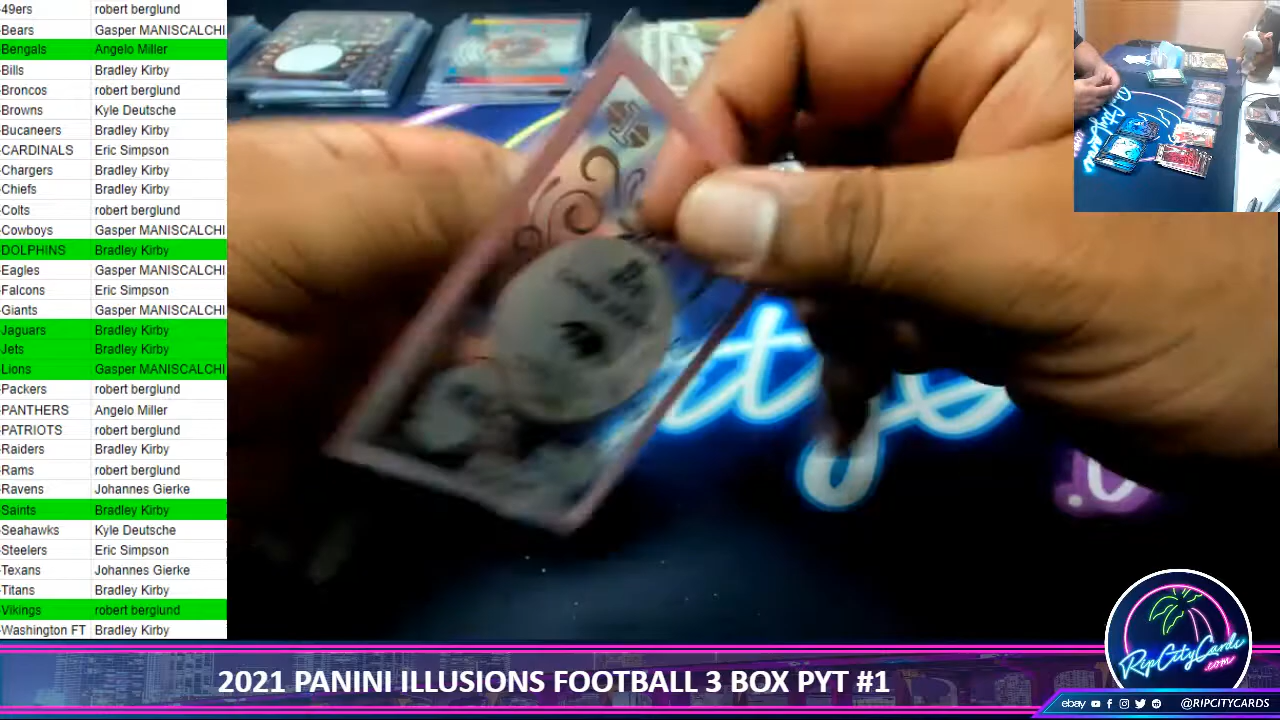 -49ers robert berglund
-Bears Gasper MANISCALCHI
-Bengals Angelo Miller
-Bills Bradley Kirby
-Broncos robert berglund
-Browns Kyle Deutsche
-Bucaneers Bradley Kirby
-CARDINALS Eric Simpson
-Chargers Bradley Kirby
-Chiefs Bradley Kirby
-Colts robert berglund
-Cowboys Gasper MANISCALCHI
-DOLPHINS Bradley Kirby
-Eagles Gasper MANISCALCHI
-Falcons Eric Simpson
-Giants Gasper MANISCALCHI
-Jaguars Bradley Kirby
-Jets Bradley Kirby
-Lions Gasper MANISCALCHI
-Packers robert berglund
-PANTHERS Angelo Miller
-PATRIOTS robert berglund
-Raiders Bradley Kirby
-Rams robert berglund
-Ravens Johannes Gierke
-Saints Bradley Kirby
-Seahawks Kyle Deutsche
-Steelers Eric Simpson
-Texans Johannes Gierke
-Titans Bradley Kirby
-Vikings robert berglund
-Washington FT Bradley Kirby
2021 PANINI ILLUSIONS FOOTBALL 3 BOX PYT #1
RipCityCards
.com
ebay @RIPCITYCARDS